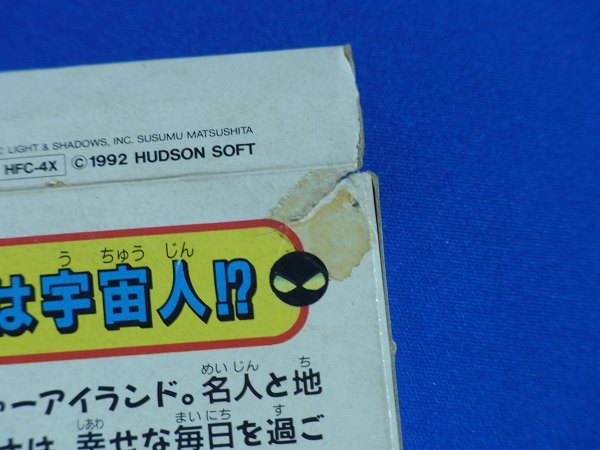 LIGHT & SHADOWS, INC. SUSUMU MATSUSHITA
HFC-4X ©1992 HUDSON SOFT
うちゅうじん
は宇宙人!?
めいじん ち
ーアイランド。名人と地
しあわ まいにち す
は、幸せな毎日を過ご